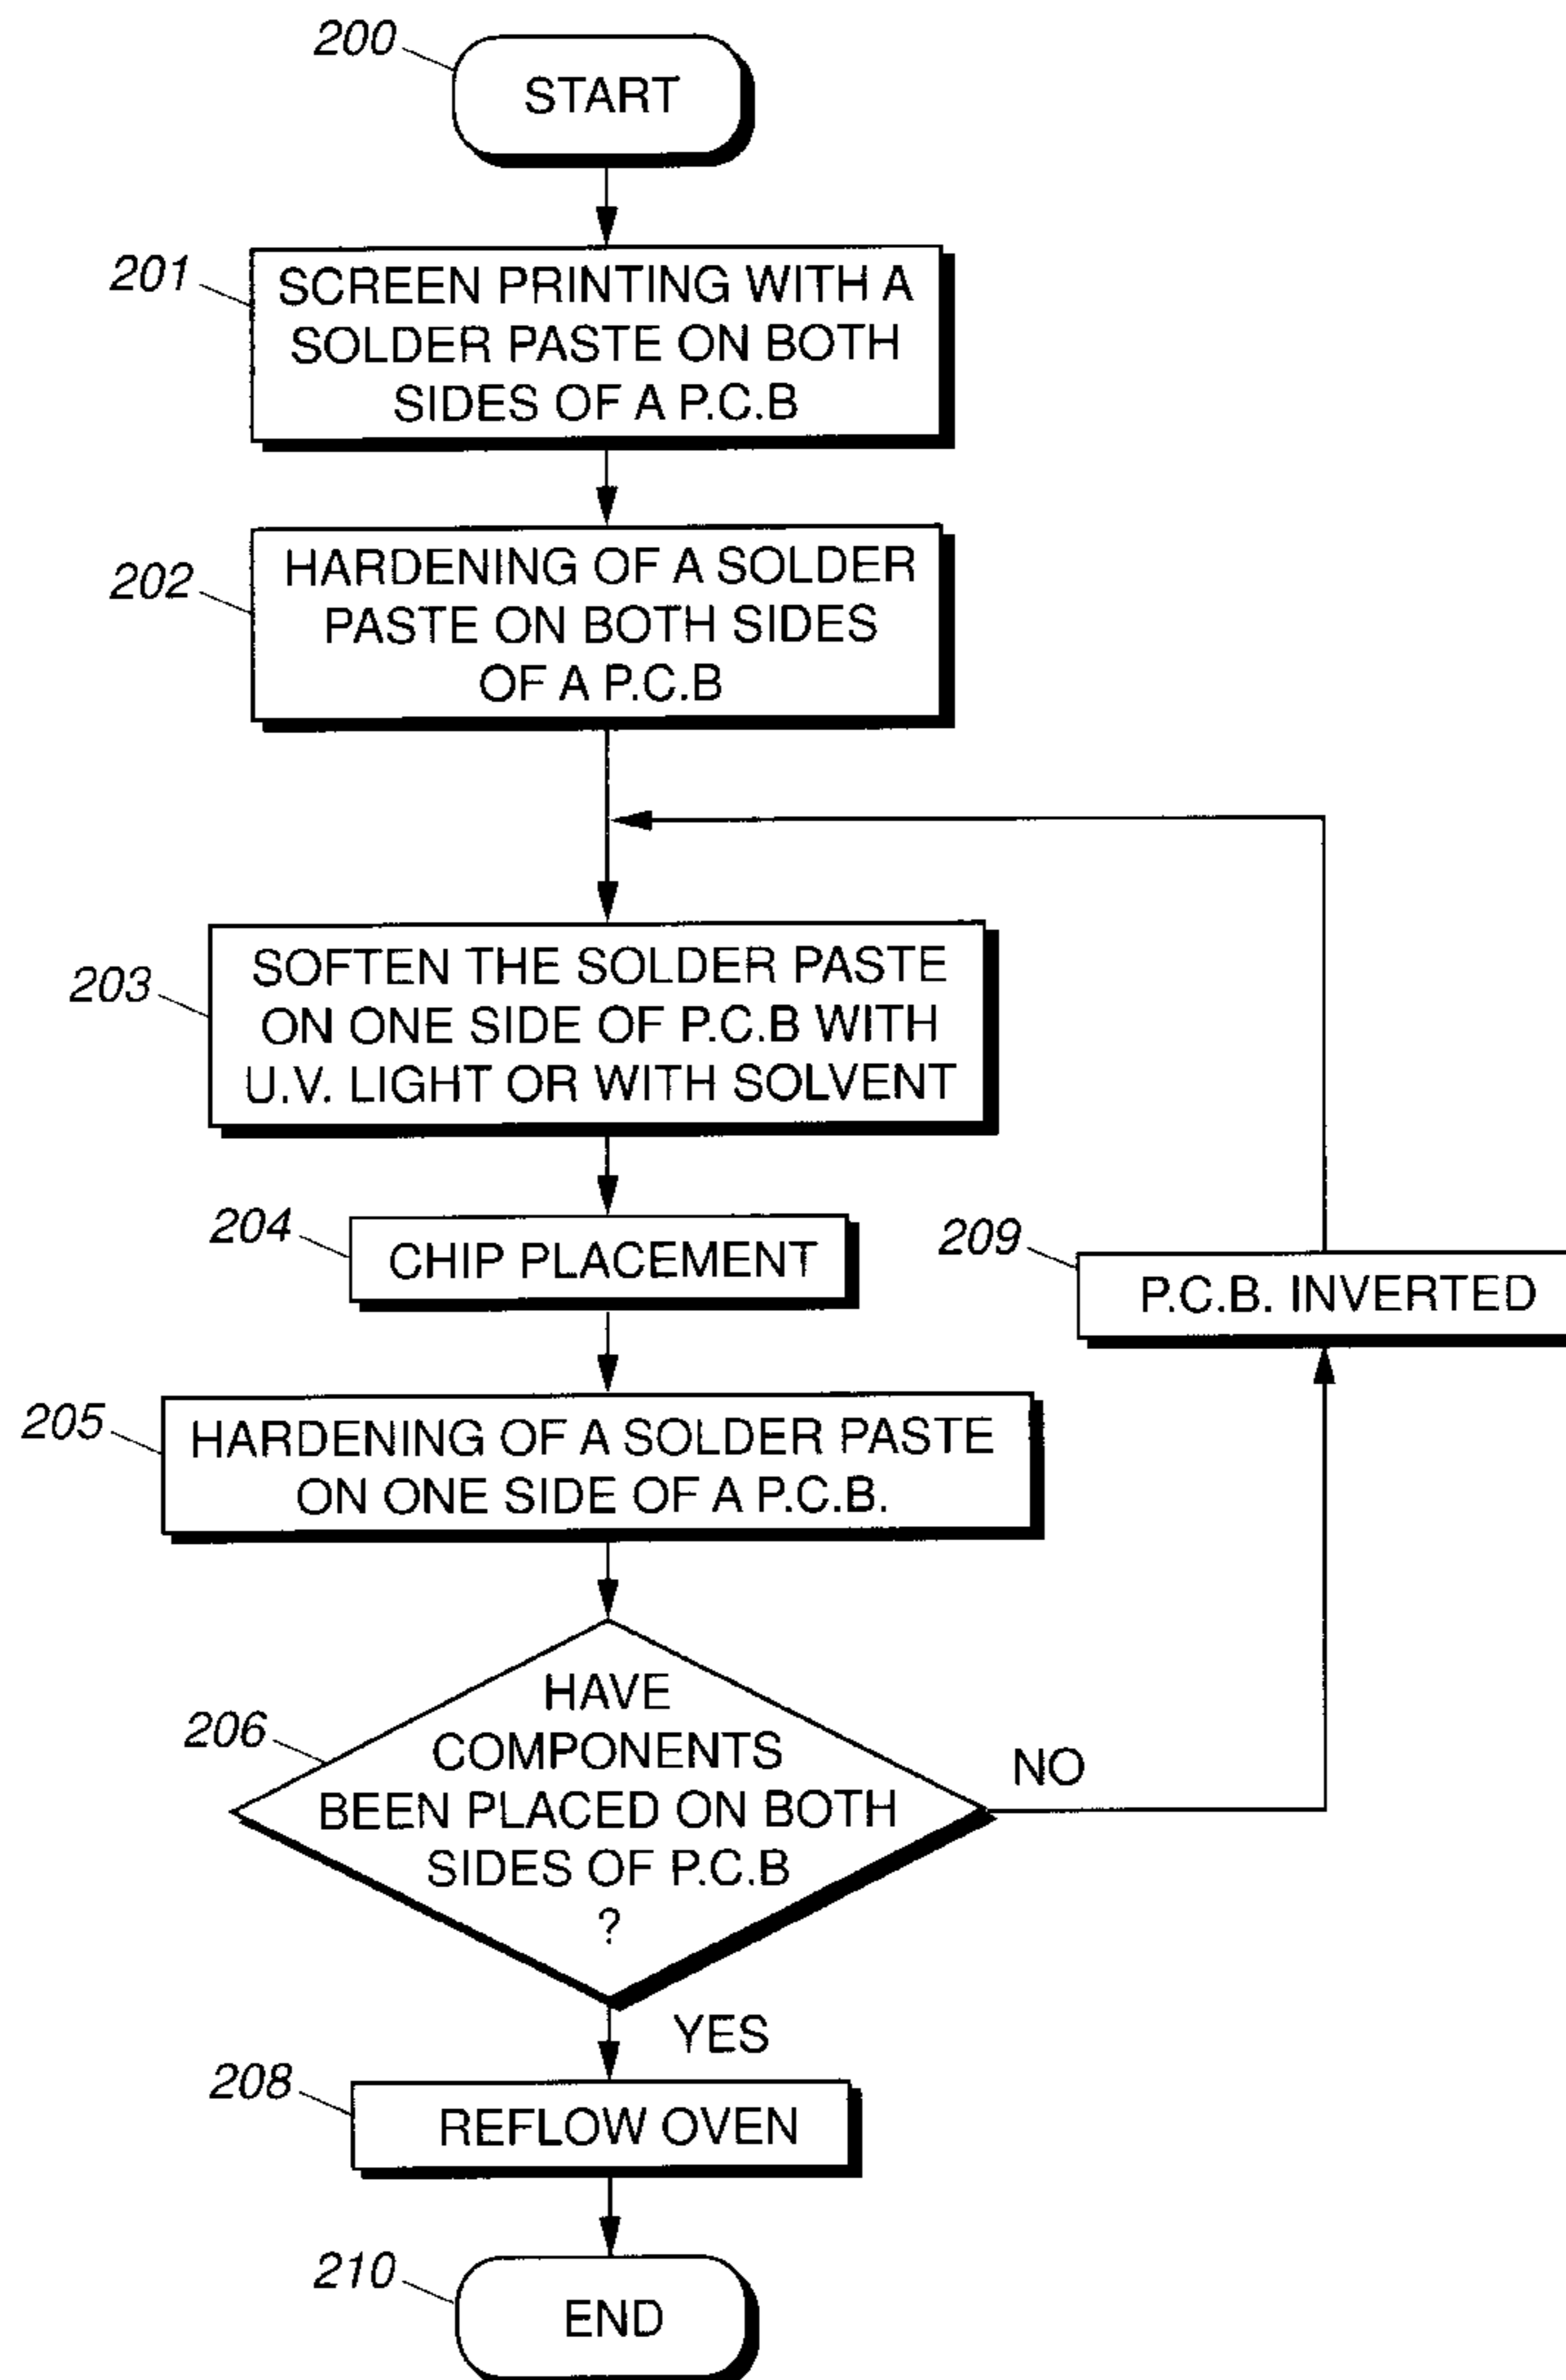 200
START
201
SCREEN PRINTING WITH A
SOLDER PASTE ON BOTH
SIDES OF A P.C.B
202
HARDENING OF A SOLDER
PASTE ON BOTH SIDES
OF A P.C.B
203
SOFTEN THE SOLDER PASTE
ON ONE SIDE OF P.C.B WITH
U.V. LIGHT OR WITH SOLVENT
204
CHIP PLACEMENT
209
P.C.B. INVERTED
205
HARDENING OF A SOLDER PASTE
ON ONE SIDE OF A P.C.B.
206
HAVE
COMPONENTS
BEEN PLACED ON BOTH
SIDES OF P.C.B
?
NO
YES
208
REFLOW OVEN
210
END